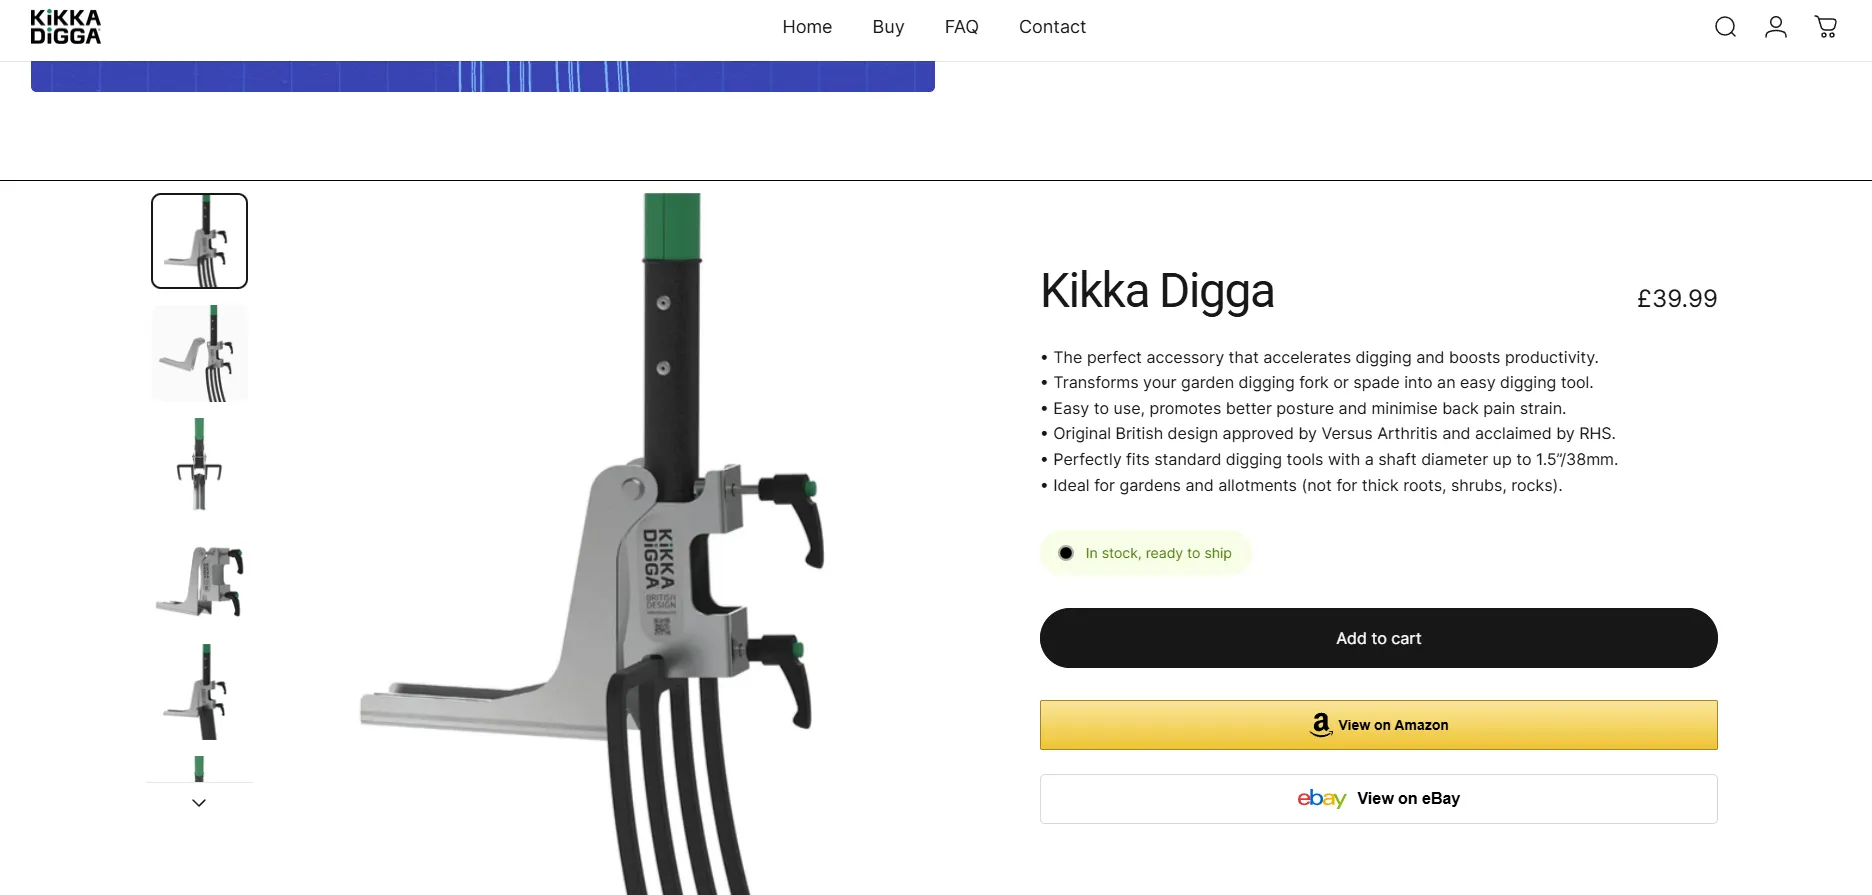 KiKKA
DiGGA
Home Buy FAQ Contact
KiKKA
DiGGA
BRITISH
DESIGN
Kikka Digga
£39.99
• The perfect accessory that accelerates digging and boosts productivity.
• Transforms your garden digging fork or spade into an easy digging tool.
• Easy to use, promotes better posture and minimise back pain strain.
• Original British design approved by Versus Arthritis and acclaimed by RHS.
• Perfectly fits standard digging tools with a shaft diameter up to 1.5”/38mm.
• Ideal for gardens and allotments (not for thick roots, shrubs, rocks).
In stock, ready to ship
Add to cart
a View on Amazon
ebay View on eBay